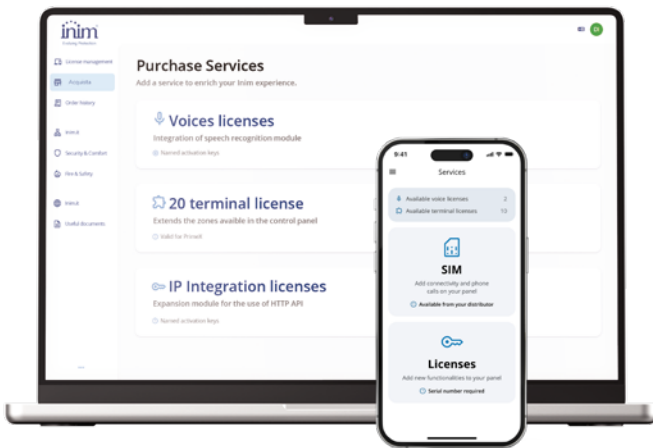 inim
License management
Acquista
Order history
Inim.it
Security & Comfort
Fire & Safety
Useful documents
DI
Purchase Services
Add a service to enrich your Inim experience.
Voices licenses
Integration of speech recognition module
Named activation keys
20 terminal license
Extends the zones avaible in the control panel
IP Integration licenses
Expansion module for the use of HTTP API
Named activation keys
9:41
Services
Available voice licenses 2
Available terminal licenses 10
SIM
Add connectivity and phone
calls on your panel
Available from your distributor
Licenses
Add new functionalities to your panel
Serial number required